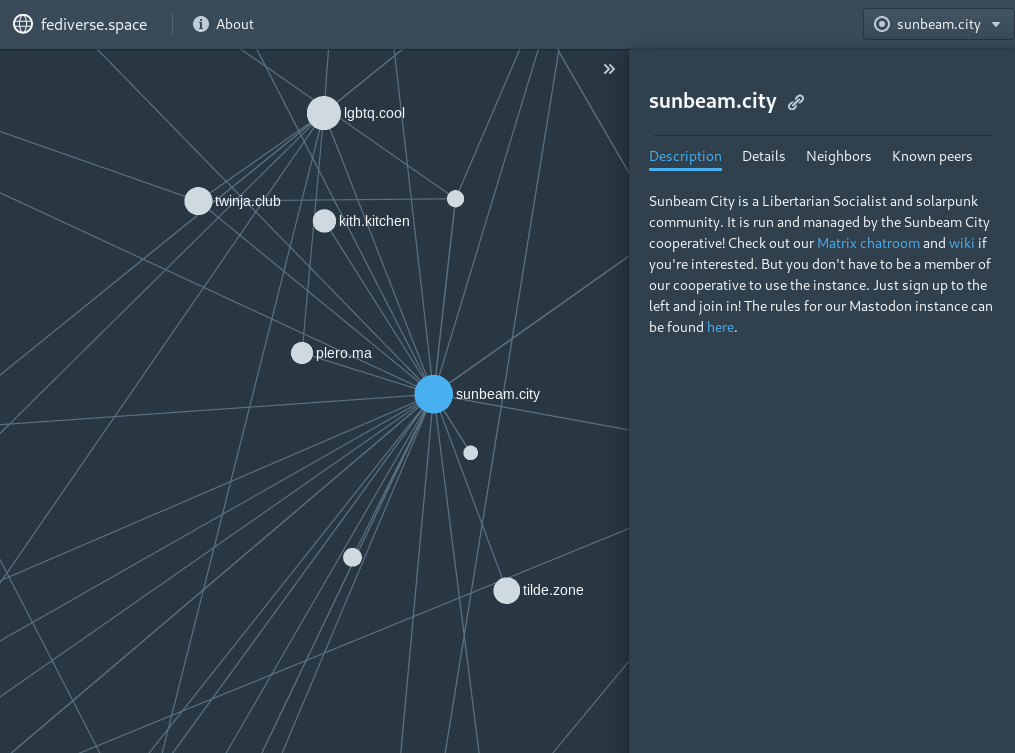 fediverse.space
About
sunbeam.city
lgbtq.cool
twinja.club
kith.kitchen
plero.ma
sunbeam.city
tilde.zone
sunbeam.city
Description Details Neighbors Known peers
Sunbeam City is a Libertarian Socialist and solarpunk
community. It is run and managed by the Sunbeam City
cooperative! Check out our Matrix chatroom and wiki if
you're interested. But you don't have to be a member of
our cooperative to use the instance. Just sign up to the
left and join in! The rules for our Mastodon instance can
be found here.